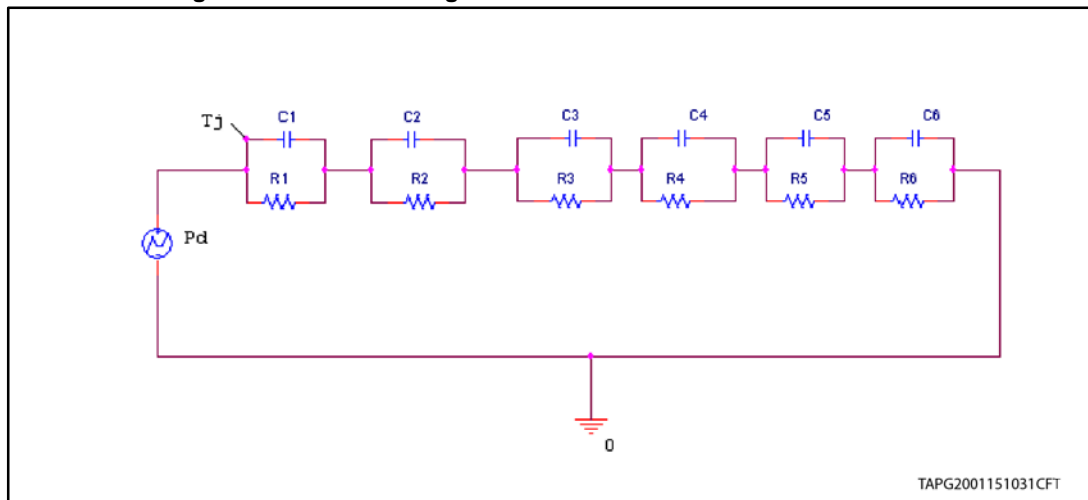 Tj
C1
C2
C3
C4
C5
C6
R1
R2
R3
R4
R5
R6
Pd
0
TAPG2001151031CFT